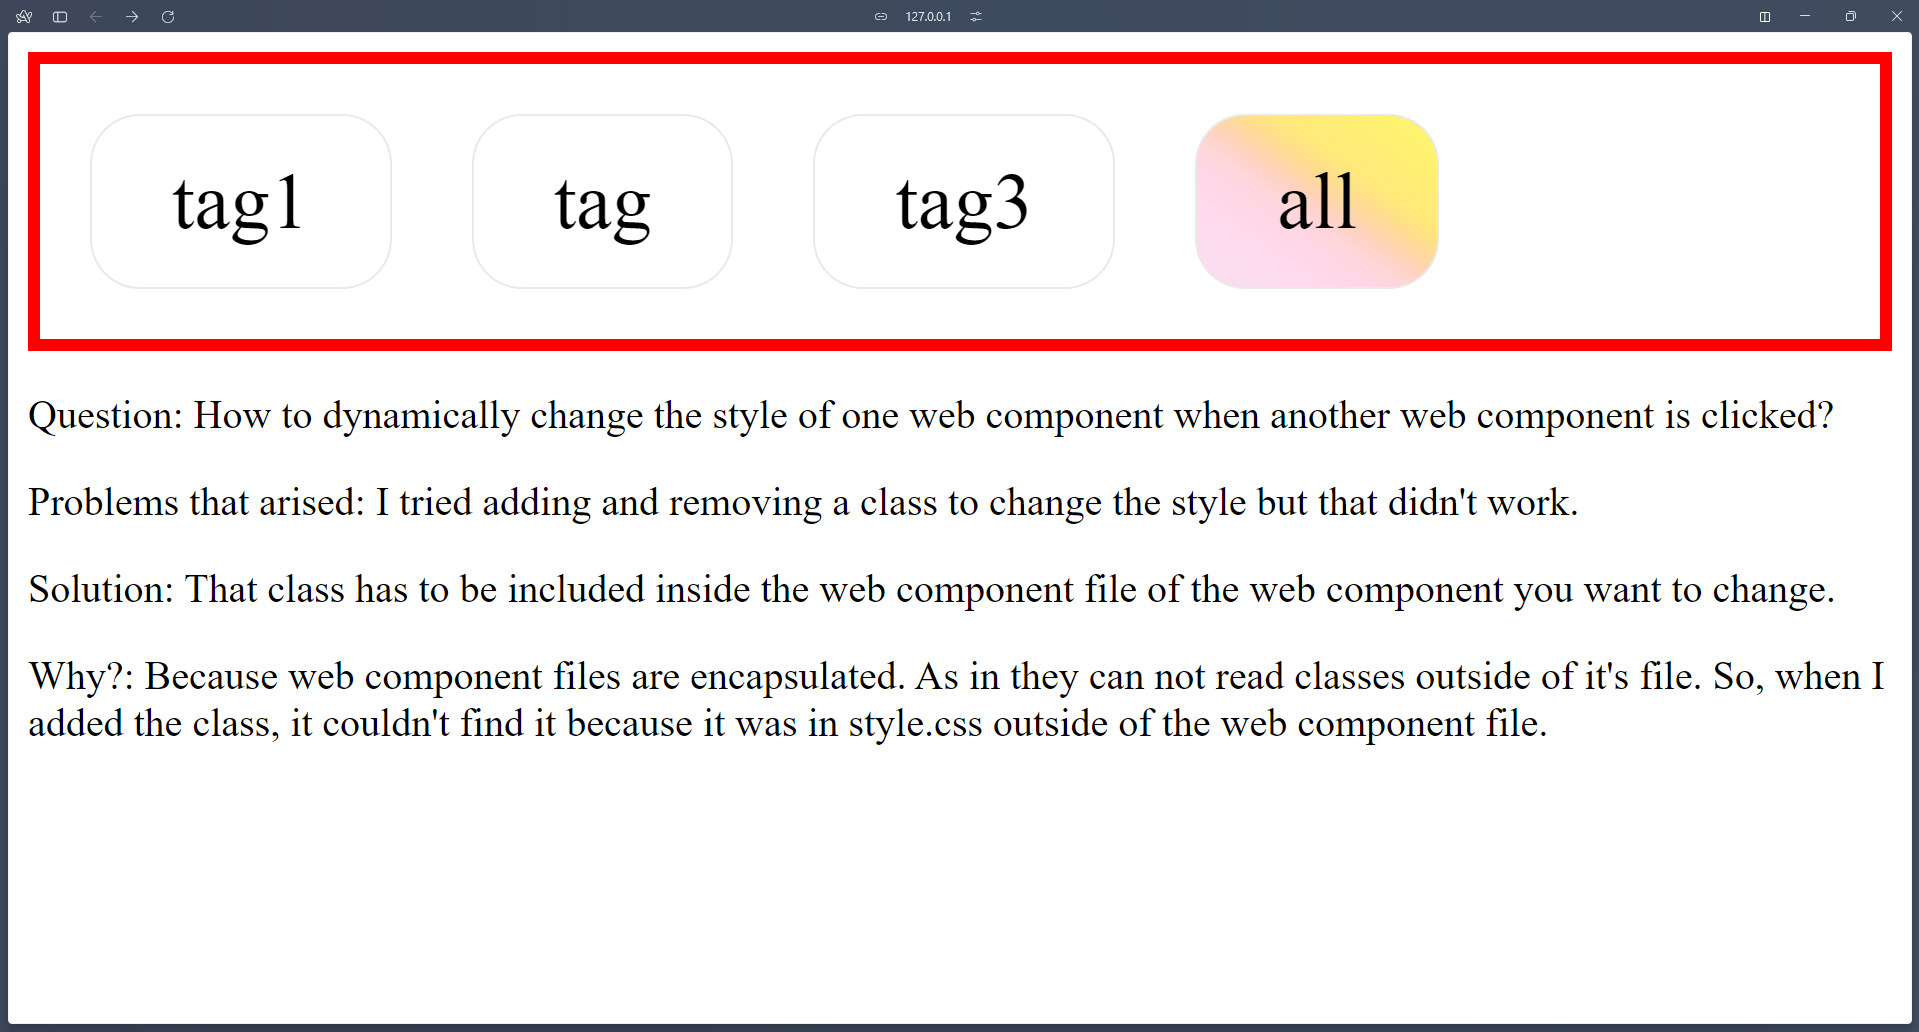 127.0.0.1
tag1 tag tag3 all
Question: How to dynamically change the style of one web component when another web component is clicked?
Problems that arised: I tried adding and removing a class to change the style but that didn't work.
Solution: That class has to be included inside the web component file of the web component you want to change.
Why?: Because web component files are encapsulated. As in they can not read classes outside of it's file. So, when I
added the class, it couldn't find it because it was in style.css outside of the web component file.